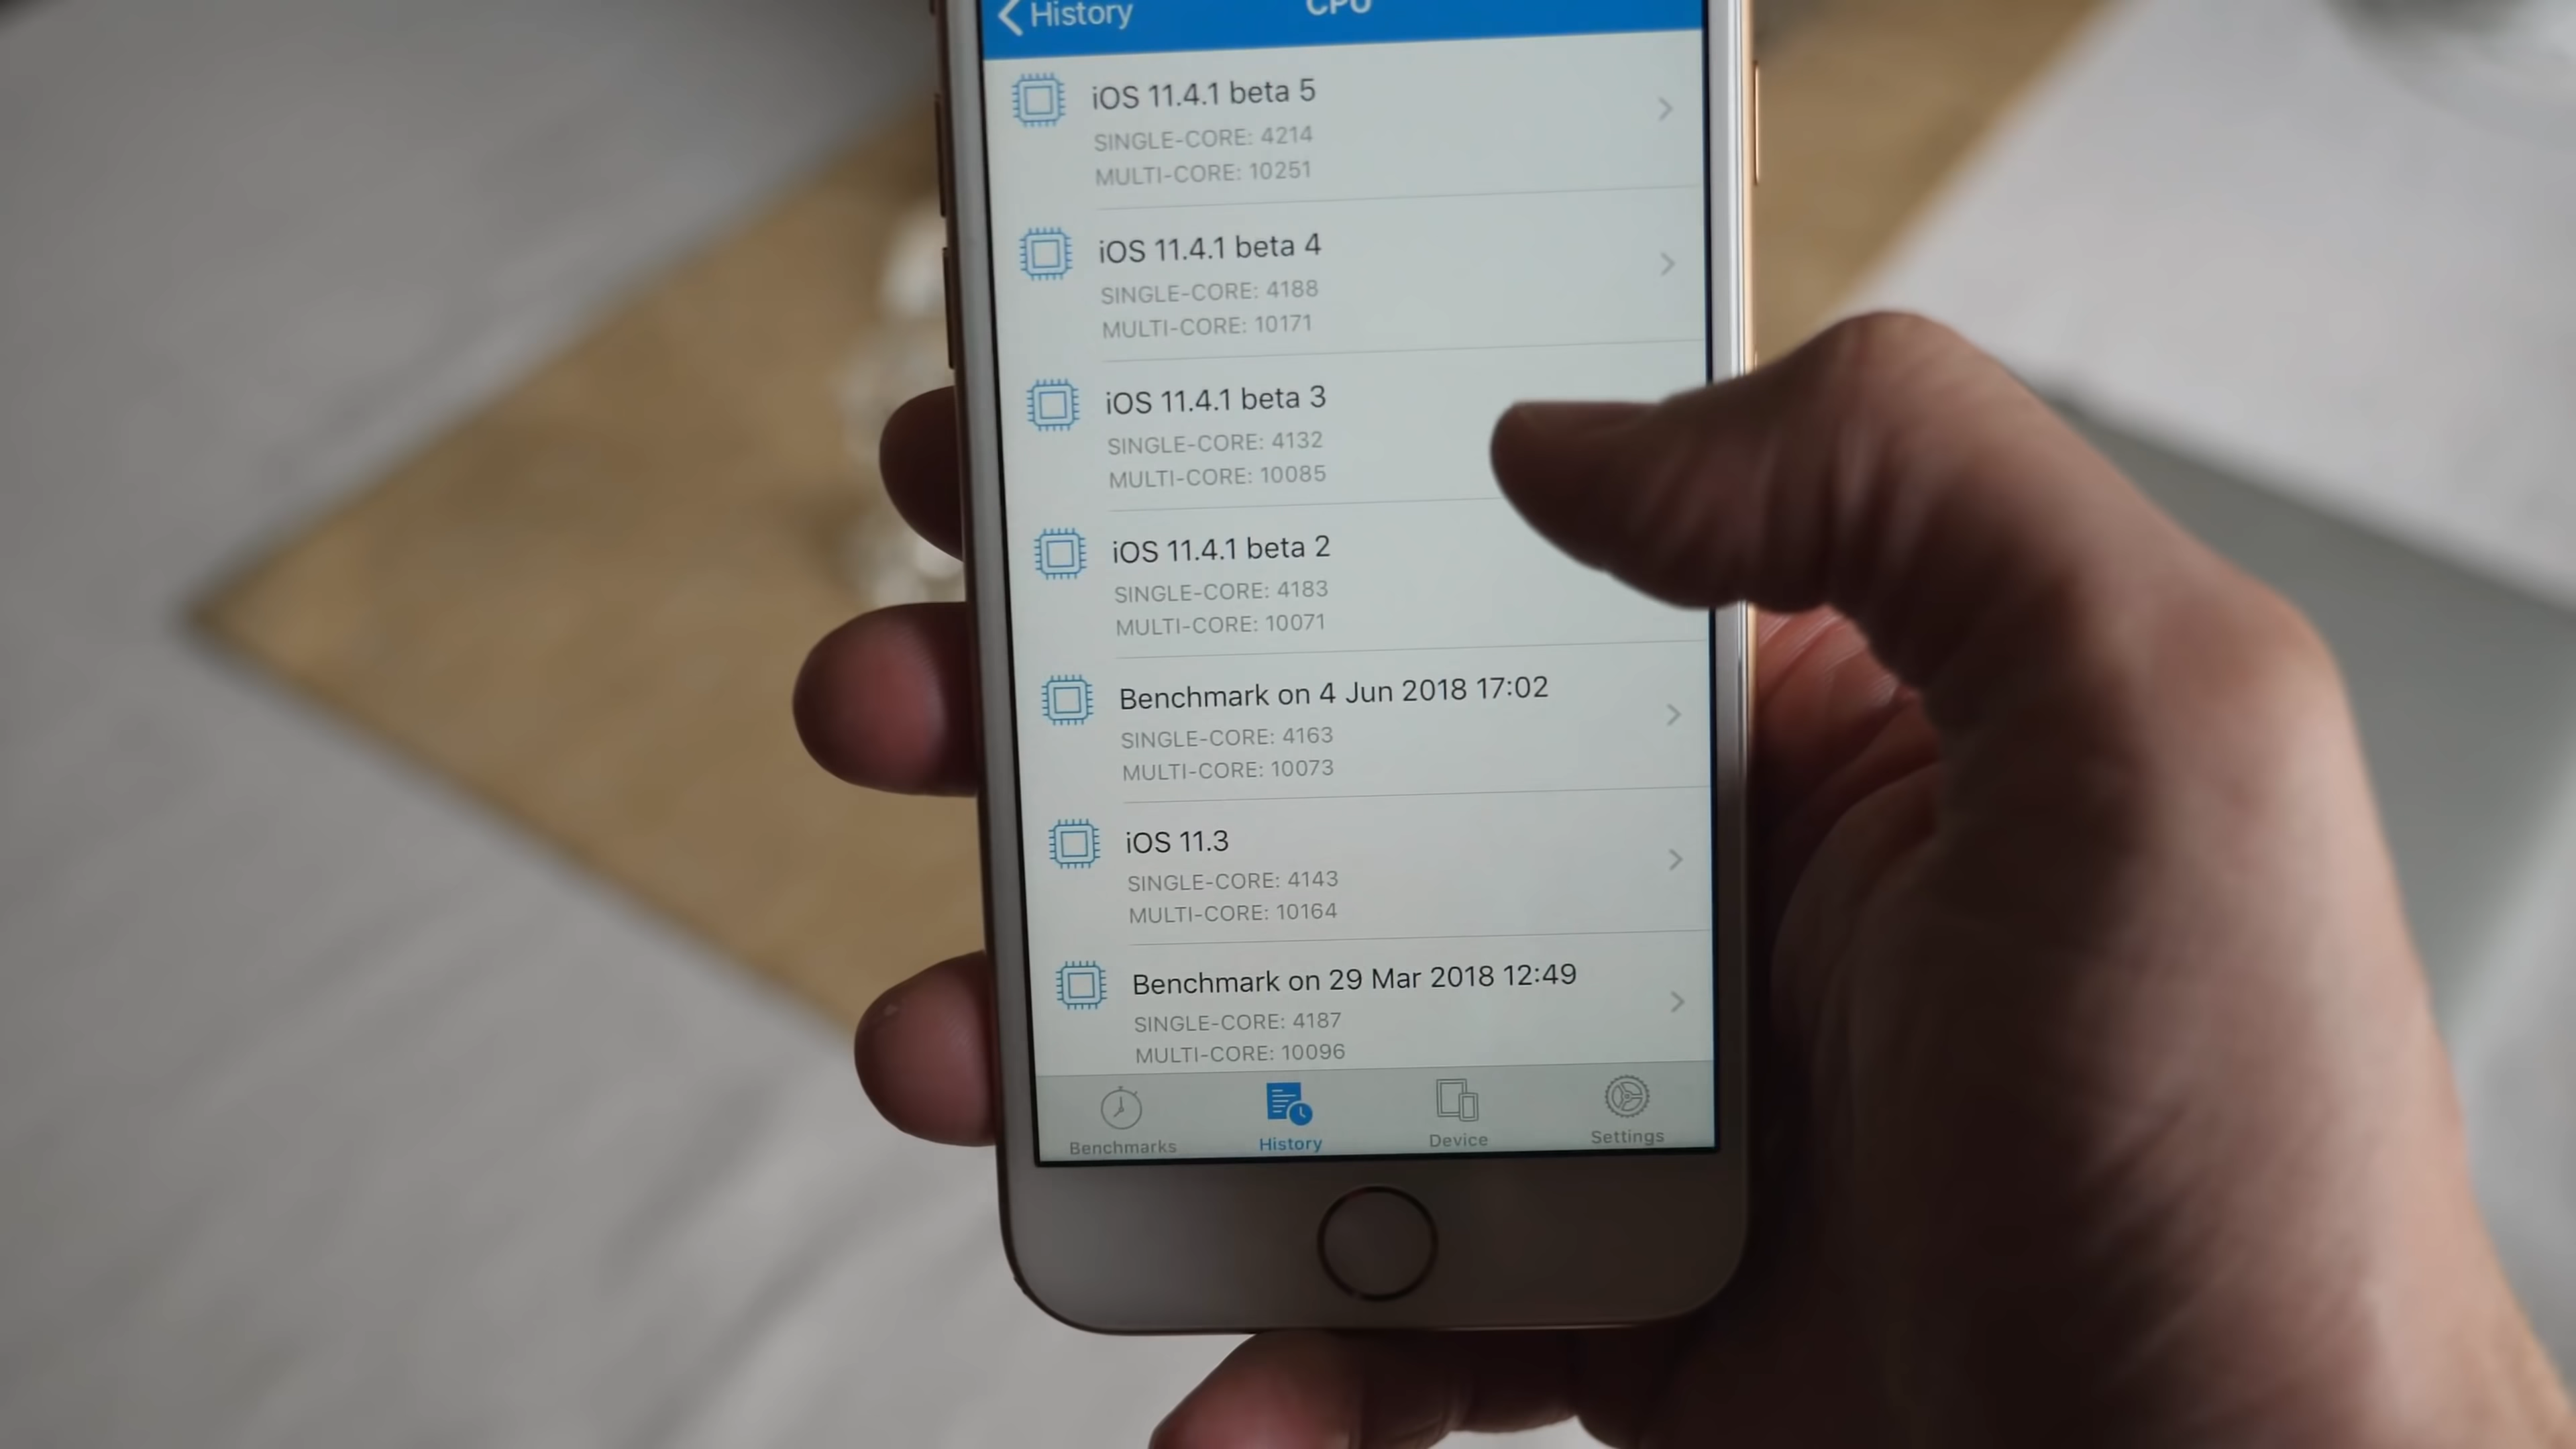 History
CPU
iOS 11.4.1 beta 5
SINGLE-CORE: 4214
MULTI-CORE: 10251
iOS 11.4.1 beta 4
SINGLE-CORE: 4188
MULTI-CORE: 10171
iOS 11.4.1 beta 3
SINGLE-CORE: 4132
MULTI-CORE: 10085
iOS 11.4.1 beta 2
SINGLE-CORE: 4183
MULTI-CORE: 10071
Benchmark on 4 Jun 2018 17:02
SINGLE-CORE: 4163
MULTI-CORE: 10073
iOS 11.3
SINGLE-CORE: 4143
MULTI-CORE: 10164
Benchmark on 29 Mar 2018 12:49
SINGLE-CORE: 4187
MULTI-CORE: 10096
Benchmarks
History
Device
Settings